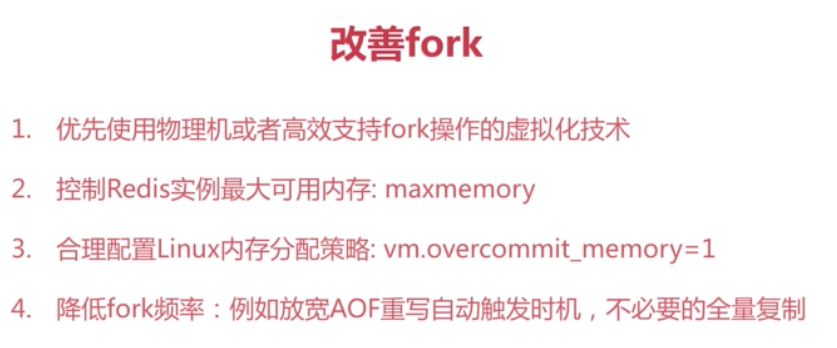 改善fork
1. 优先使用物理机或者高效支持fork操作的虚拟化技术
2. 控制Redis实例最大可用内存: maxmemory
3. 合理配置Linux内存分配策略: vm.overcommit_memory=1
4. 降低fork频率：例如放宽AOF重写自动触发时机，不必要的全量复制